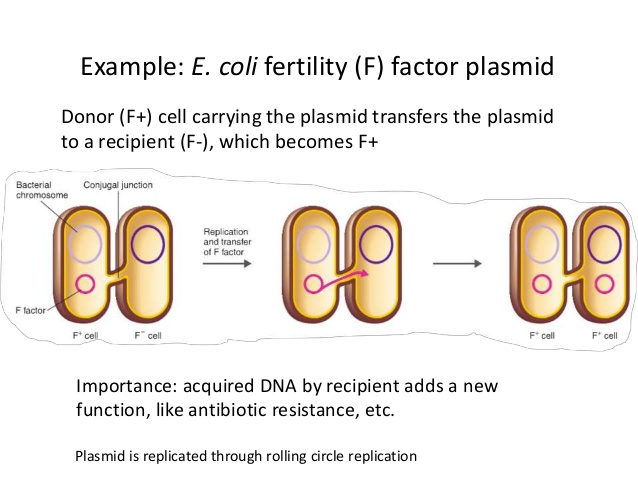 Example: E. coli fertility (F) factor plasmid
Donor (F+) cell carrying the plasmid transfers the plasmid
to a recipient (F-), which becomes F+
Bacterial
chromosome
Conjugal junction
Replication
and transfer
of F factor
F factor
F⁺ cell
F⁻ cell
F⁺ cell
F⁺ cell
Importance: acquired DNA by recipient adds a new
function, like antibiotic resistance, etc.
Plasmid is replicated through rolling circle replication